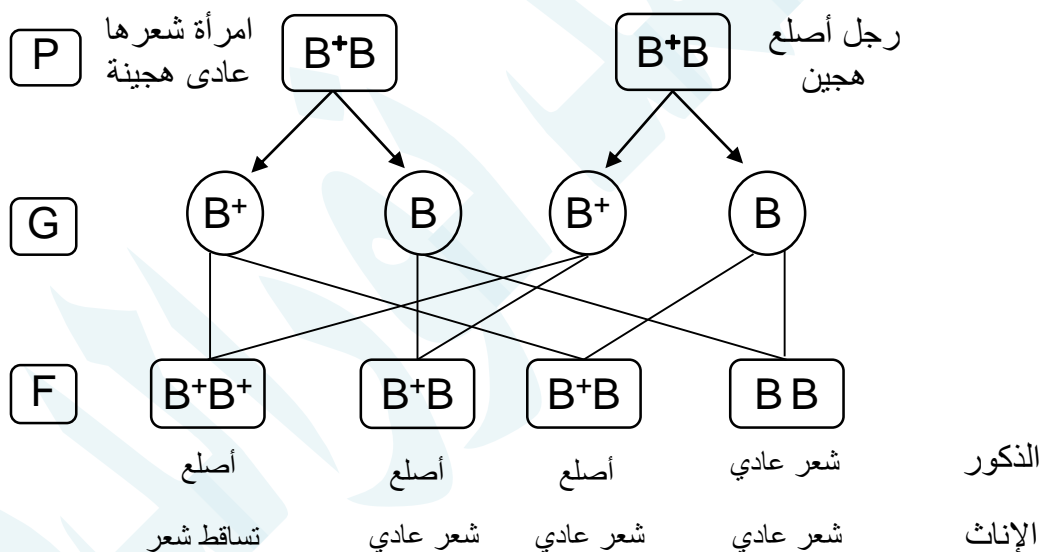 P
امرأة شعرها
عادى هجينة
B⁺B
B⁺B
رجل أصلع
هجين
G
B⁺
B
B⁺
B
F
B⁺B⁺
B⁺B
B⁺B
B B
الذكور
شعر عادي
أصلع
أصلع
أصلع
الإناث
شعر عادي
شعر عادي
شعر عادي
تساقط شعر